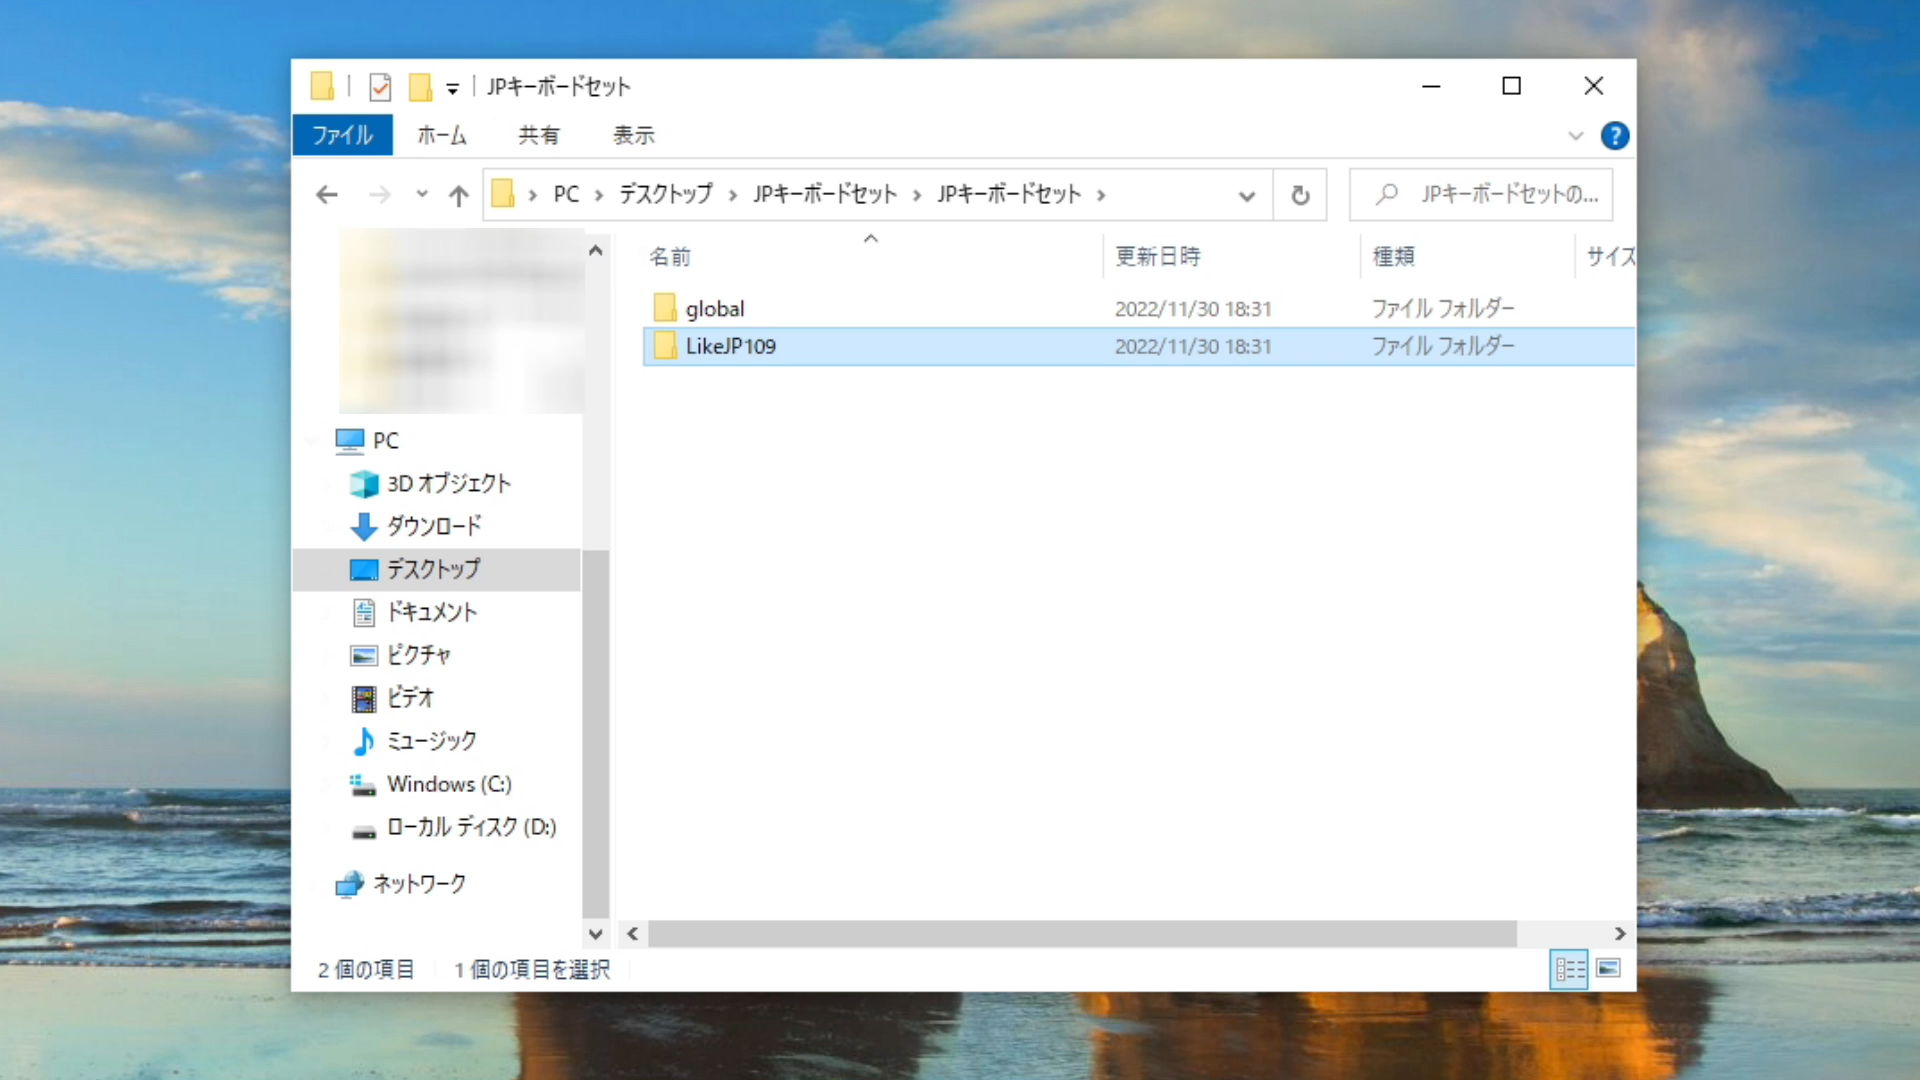 JPキーボードセット
ファイル ホーム 共有 表示
PC デスクトップ JPキーボードセット JPキーボードセット
JPキーボードセットの...
名前 更新日時 種類 サイズ
global 2022/11/30 18:31 ファイル フォルダー
LikeJP109 2022/11/30 18:31 ファイル フォルダー
PC
3D オブジェクト
ダウンロード
デスクトップ
ドキュメント
ピクチャ
ビデオ
ミュージック
Windows (C:)
ローカル ディスク (D:)
ネットワーク
2 個の項目 1 個の項目を選択